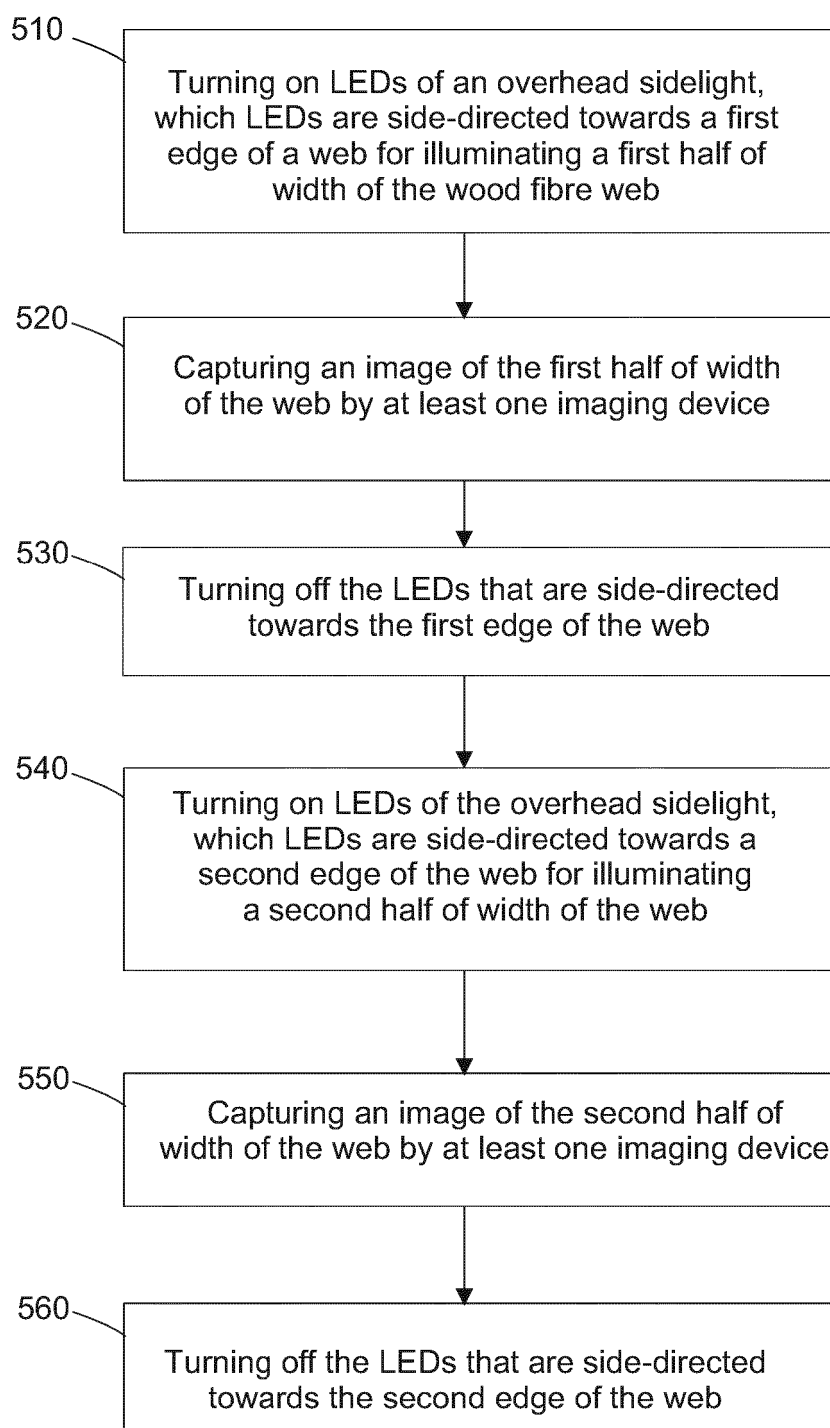 510
Turning on LEDs of an overhead sidelight,
which LEDs are side-directed towards a first
edge of a web for illuminating a first half of
width of the wood fibre web
520
Capturing an image of the first half of width
of the web by at least one imaging device
530
Turning off the LEDs that are side-directed
towards the first edge of the web
540
Turning on LEDs of the overhead sidelight,
which LEDs are side-directed towards a
second edge of the web for illuminating
a second half of width of the web
550
Capturing an image of the second half of
width of the web by at least one imaging device
560
Turning off the LEDs that are side-directed
towards the second edge of the web